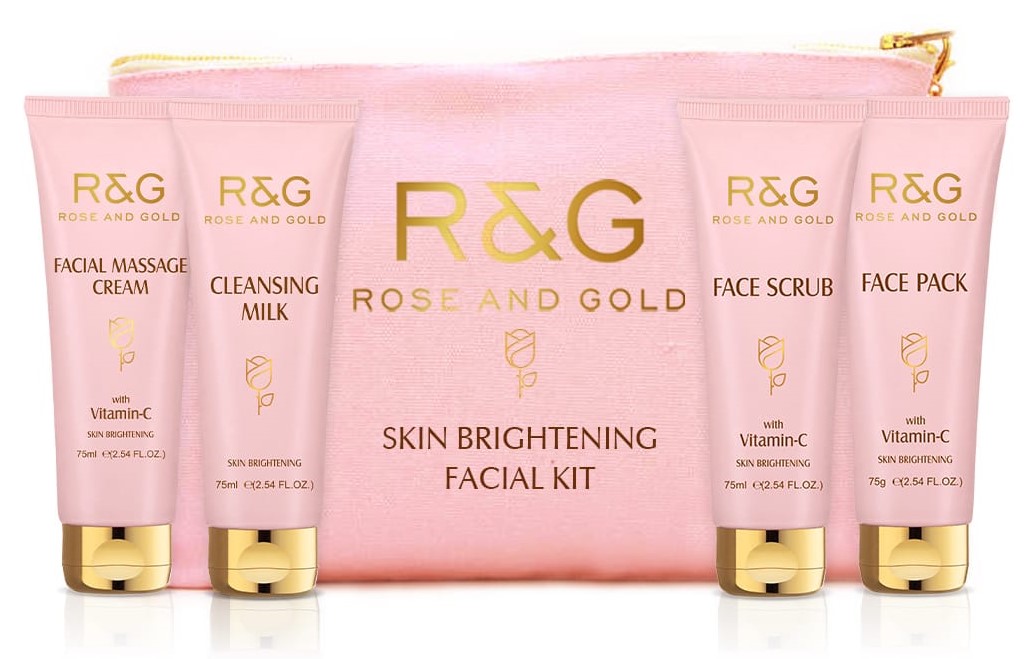 R&G
ROSE AND GOLD
FACIAL MASSAGE
CREAM
with
Vitamin-C
SKIN BRIGHTENING
75ml ℮(2.54 FL.OZ.)
R&G
ROSE AND GOLD
CLEANSING
MILK
SKIN BRIGHTENING
75ml ℮(2.54 FL.OZ.)
R&G
ROSE AND GOLD
SKIN BRIGHTENING
FACIAL KIT
R&G
ROSE AND GOLD
FACE SCRUB
with
Vitamin-C
SKIN BRIGHTENING
75ml ℮(2.54 FL.OZ.)
R&G
ROSE AND GOLD
FACE PACK
with
Vitamin-C
SKIN BRIGHTENING
75g ℮(2.54 FL.OZ.)